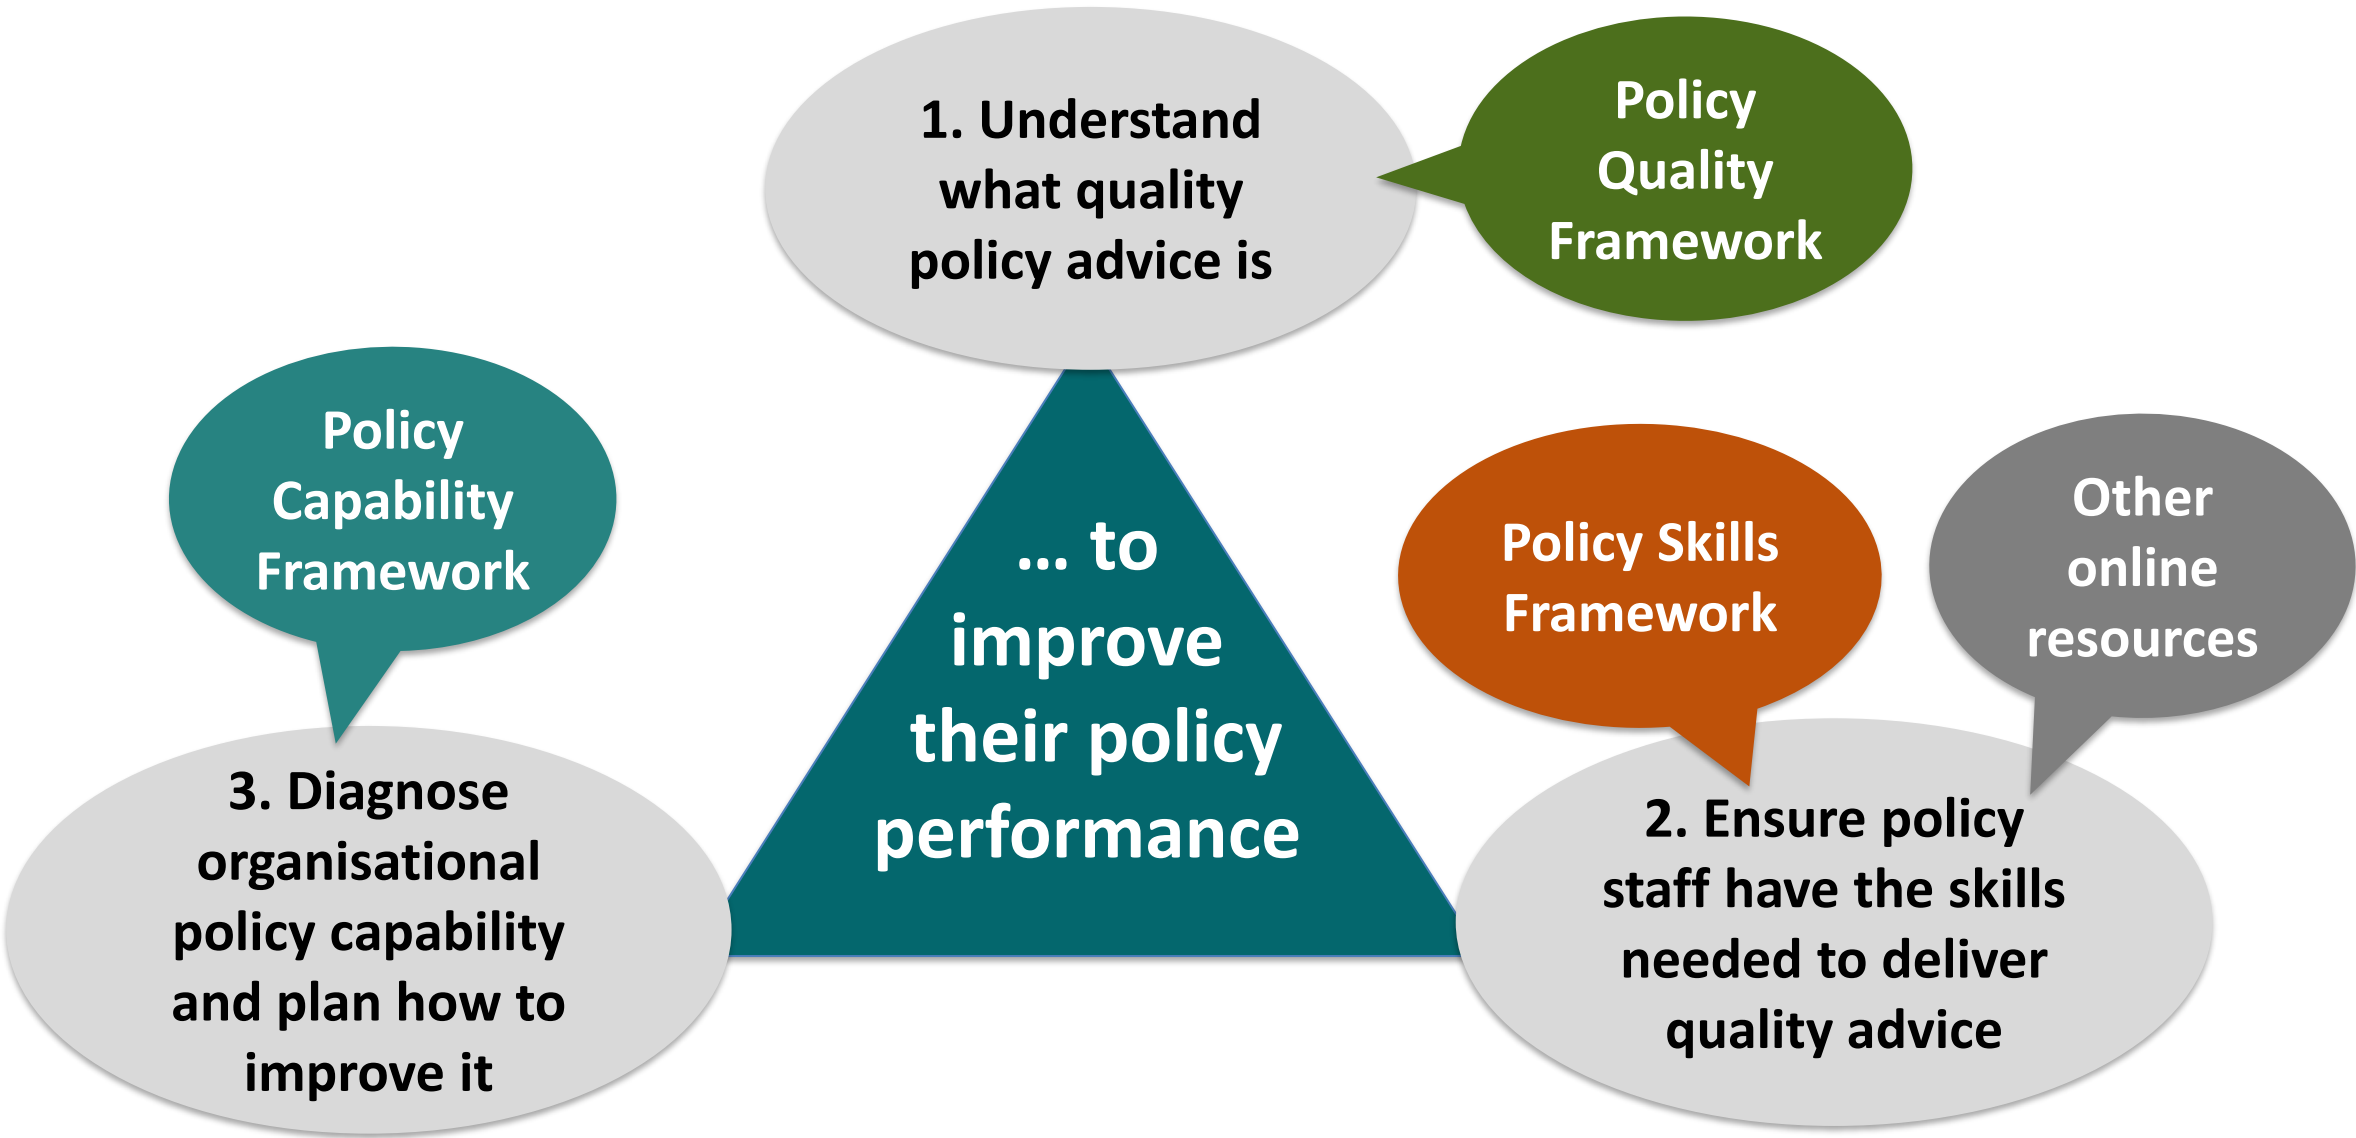 1. Understand
what quality
policy advice is
Policy
Quality
Framework
Policy
Capability
Framework
... to
improve
their policy
performance
Policy Skills
Framework
Other
online
resources
3. Diagnose
organisational
policy capability
and plan how to
improve it
2. Ensure policy
staff have the skills
needed to deliver
quality advice